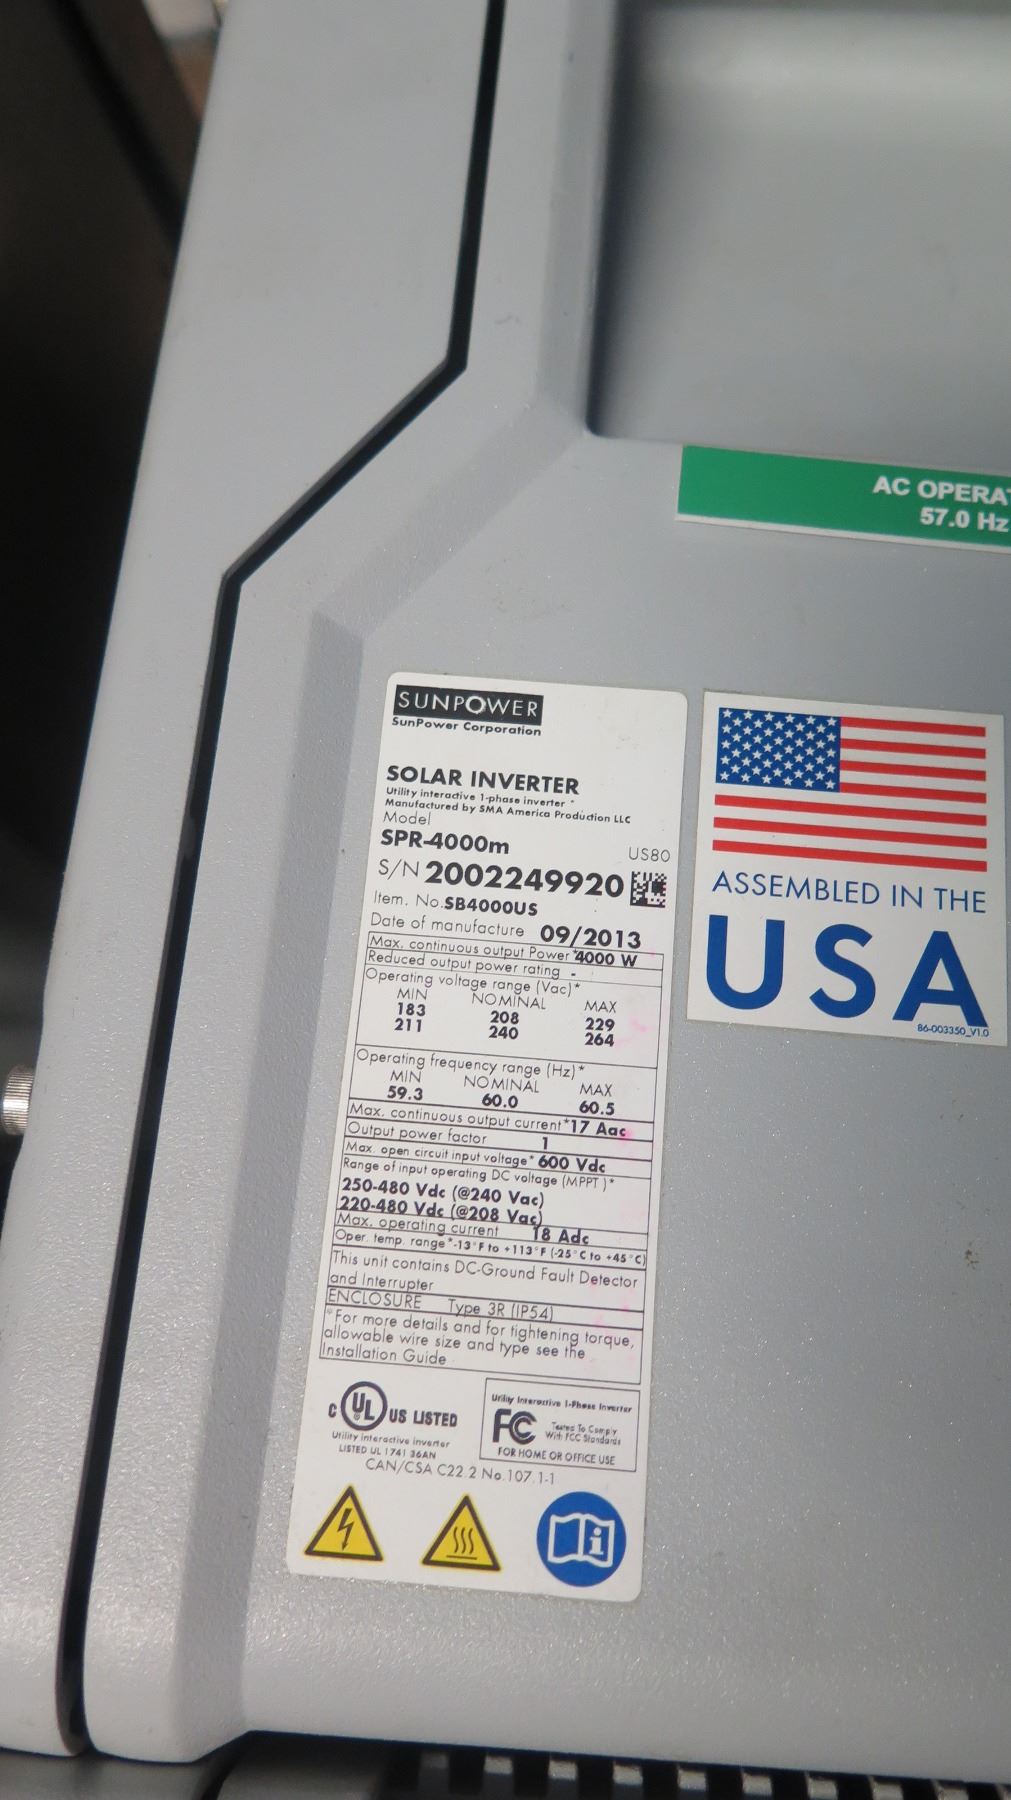 AC OPERA
57.0 Hz
SUNPOWER
SunPower Corporation
SOLAR INVERTER
Utility interactive 1-phase inverter *
Manufactured by SMA America Production LLC
Model
SPR-4000m US80
S/N 2002249920
Item. No. SB4000US
Date of manufacture 09/2013
Max. continuous output Power* 4000 W
Reduced output power rating -
Operating voltage range (Vac)*
MIN NOMINAL MAX
183 208 229
211 240 264
Operating frequency range (Hz)*
MIN NOMINAL MAX
59.3 60.0 60.5
Max. continuous output current* 17 Aac
Output power factor 1
Max. open circuit input voltage* 600 Vdc
Range of input operating DC voltage (MPPT )*
250-480 Vdc (@240 Vac)
220-480 Vdc (@208 Vac)
Max. operating current 18 Adc
Oper. temp. range*-13°F to +113°F (-25°C to +45°C)
This unit contains DC-Ground Fault Detector
and Interrupter
ENCLOSURE Type 3R (IP54)
*For more details and for tightening torque,
allowable wire size and type see the
Installation Guide
C UL US LISTED
Utility interactive inverter
LISTED UL 1741 36AN
CAN/CSA C22.2 No.107.1-1
Utility Interactive 1-Phase Inverter
FC Tested To Comply
With FCC Standards
FOR HOME OR OFFICE USE
ASSEMBLED IN THE
USA
86-003350_V1.0